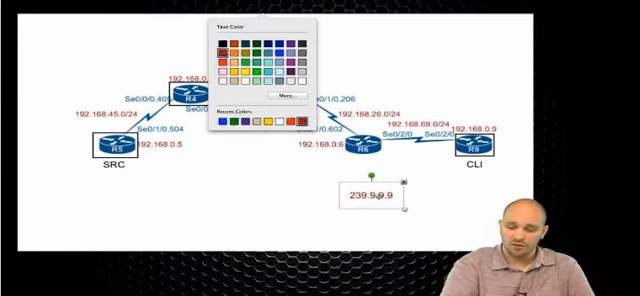 Text Color
More...
Recent Colors
192.168.0.
R4
Se0/0/0.405
Se0/
192.168.45.0/24
Se0/1/0.504
R5
192.168.0.5
SRC
0/1/0.206
192.168.26.0/24
192.168.69.0/24
0/1.602
Se0/2/0
Se0/2/0
192.168.0.9
192.168.0.6
R6
R9
CLI
239.9.9.9